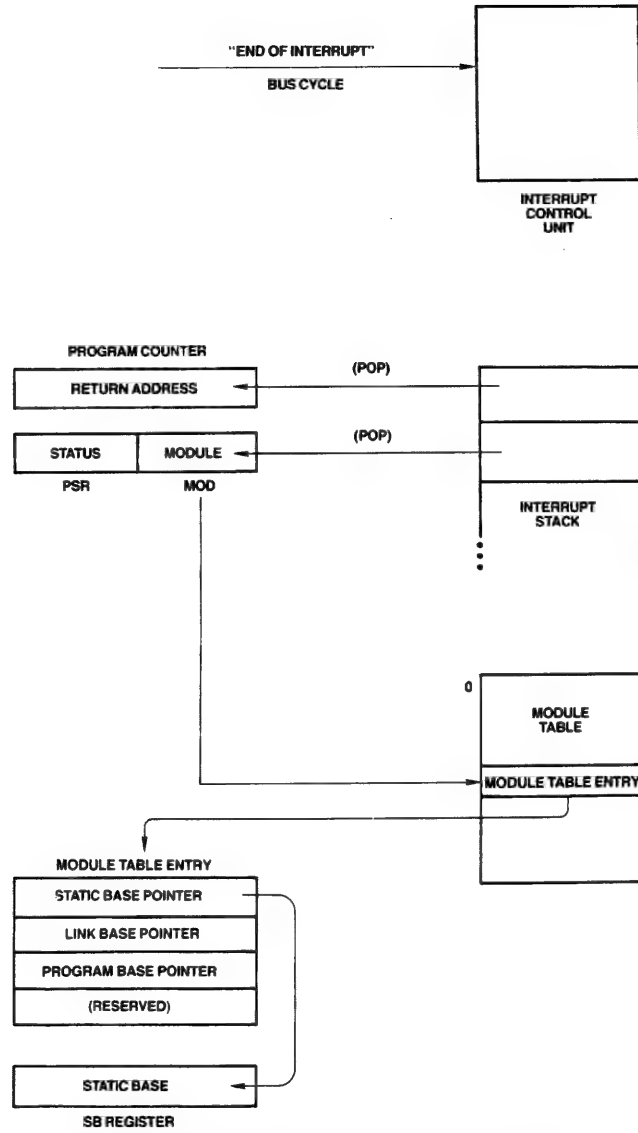 "END OF INTERRUPT"
BUS CYCLE
INTERRUPT
CONTROL
UNIT
PROGRAM COUNTER
RETURN ADDRESS
(POP)
STATUS
MODULE
(POP)
PSR
MOD
INTERRUPT
STACK
0
MODULE
TABLE
MODULE TABLE ENTRY
MODULE TABLE ENTRY
STATIC BASE POINTER
LINK BASE POINTER
PROGRAM BASE POINTER
(RESERVED)
STATIC BASE
SB REGISTER